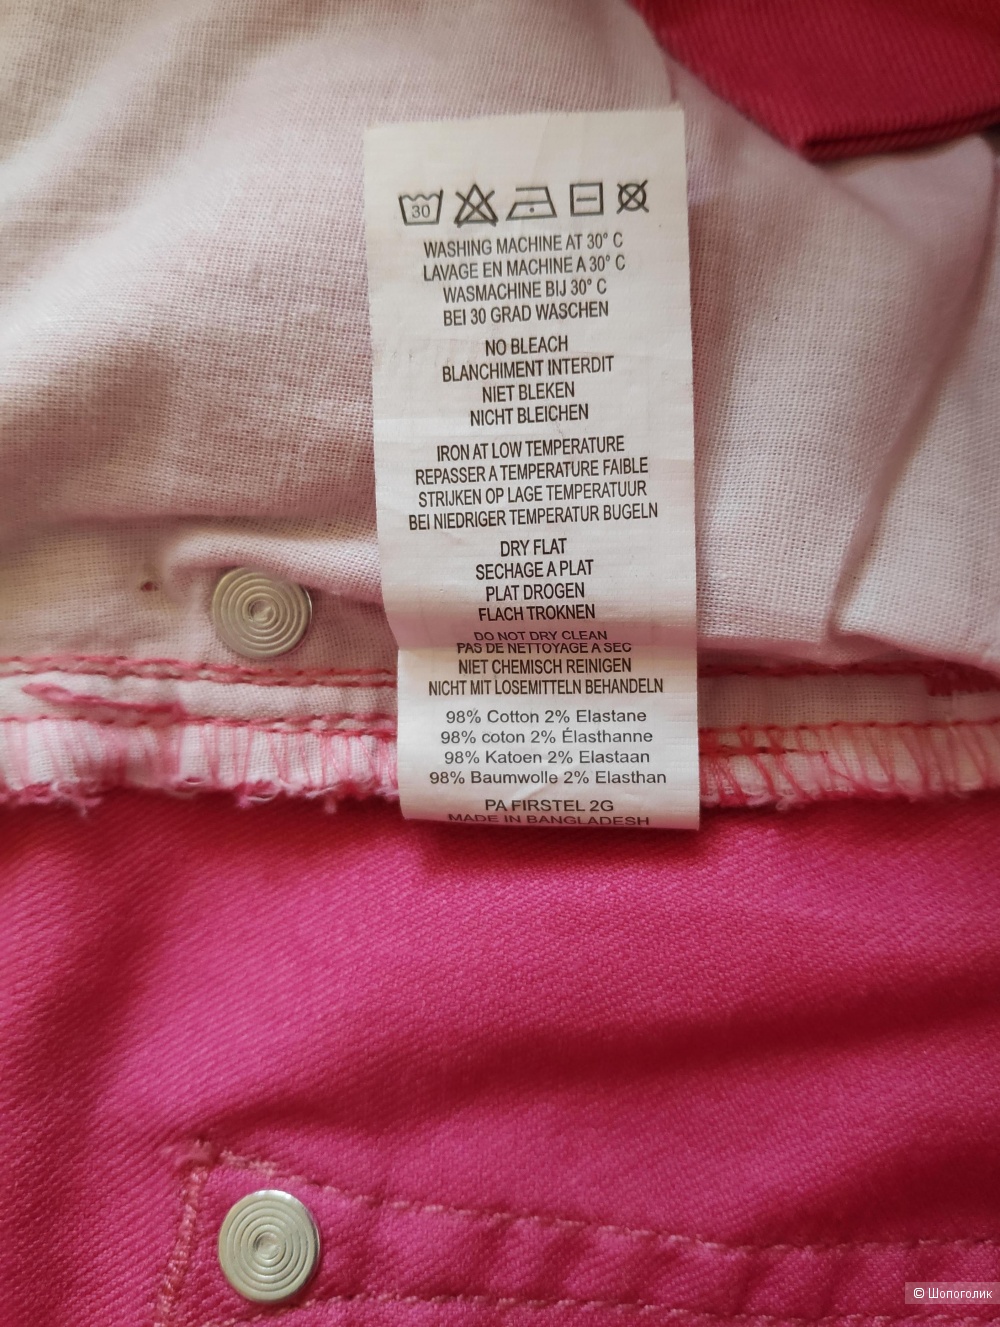 30
WASHING MACHINE AT 30° C
LAVAGE EN MACHINE A 30° C
WASMACHINE BIJ 30° C
BEI 30 GRAD WASCHEN
NO BLEACH
BLANCHIMENT INTERDIT
NIET BLEKEN
NICHT BLEICHEN
IRON AT LOW TEMPERATURE
REPASSER A TEMPERATURE FAIBLE
STRIJKEN OP LAGE TEMPERATUUR
BEI NIEDRIGER TEMPERATUR BUGELN
DRY FLAT
SECHAGE A PLAT
PLAT DROGEN
FLACH TROKNEN
DO NOT DRY CLEAN
PAS DE NETTOYAGE A SEC
NIET CHEMISCH REINIGEN
NICHT MIT LOSEMITTELN BEHANDELN
98% Cotton 2% Elastane
98% coton 2% Élasthanne
98% Katoen 2% Elastaan
98% Baumwolle 2% Elasthan
PA FIRSTEL 2G
MADE IN BANGLADESH
© Шопоголик